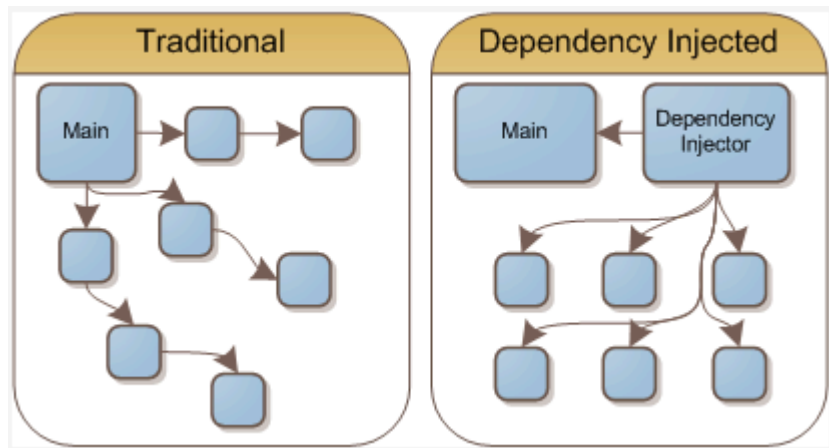 Traditional
Main
Dependency Injected
Main
Dependency
Injector